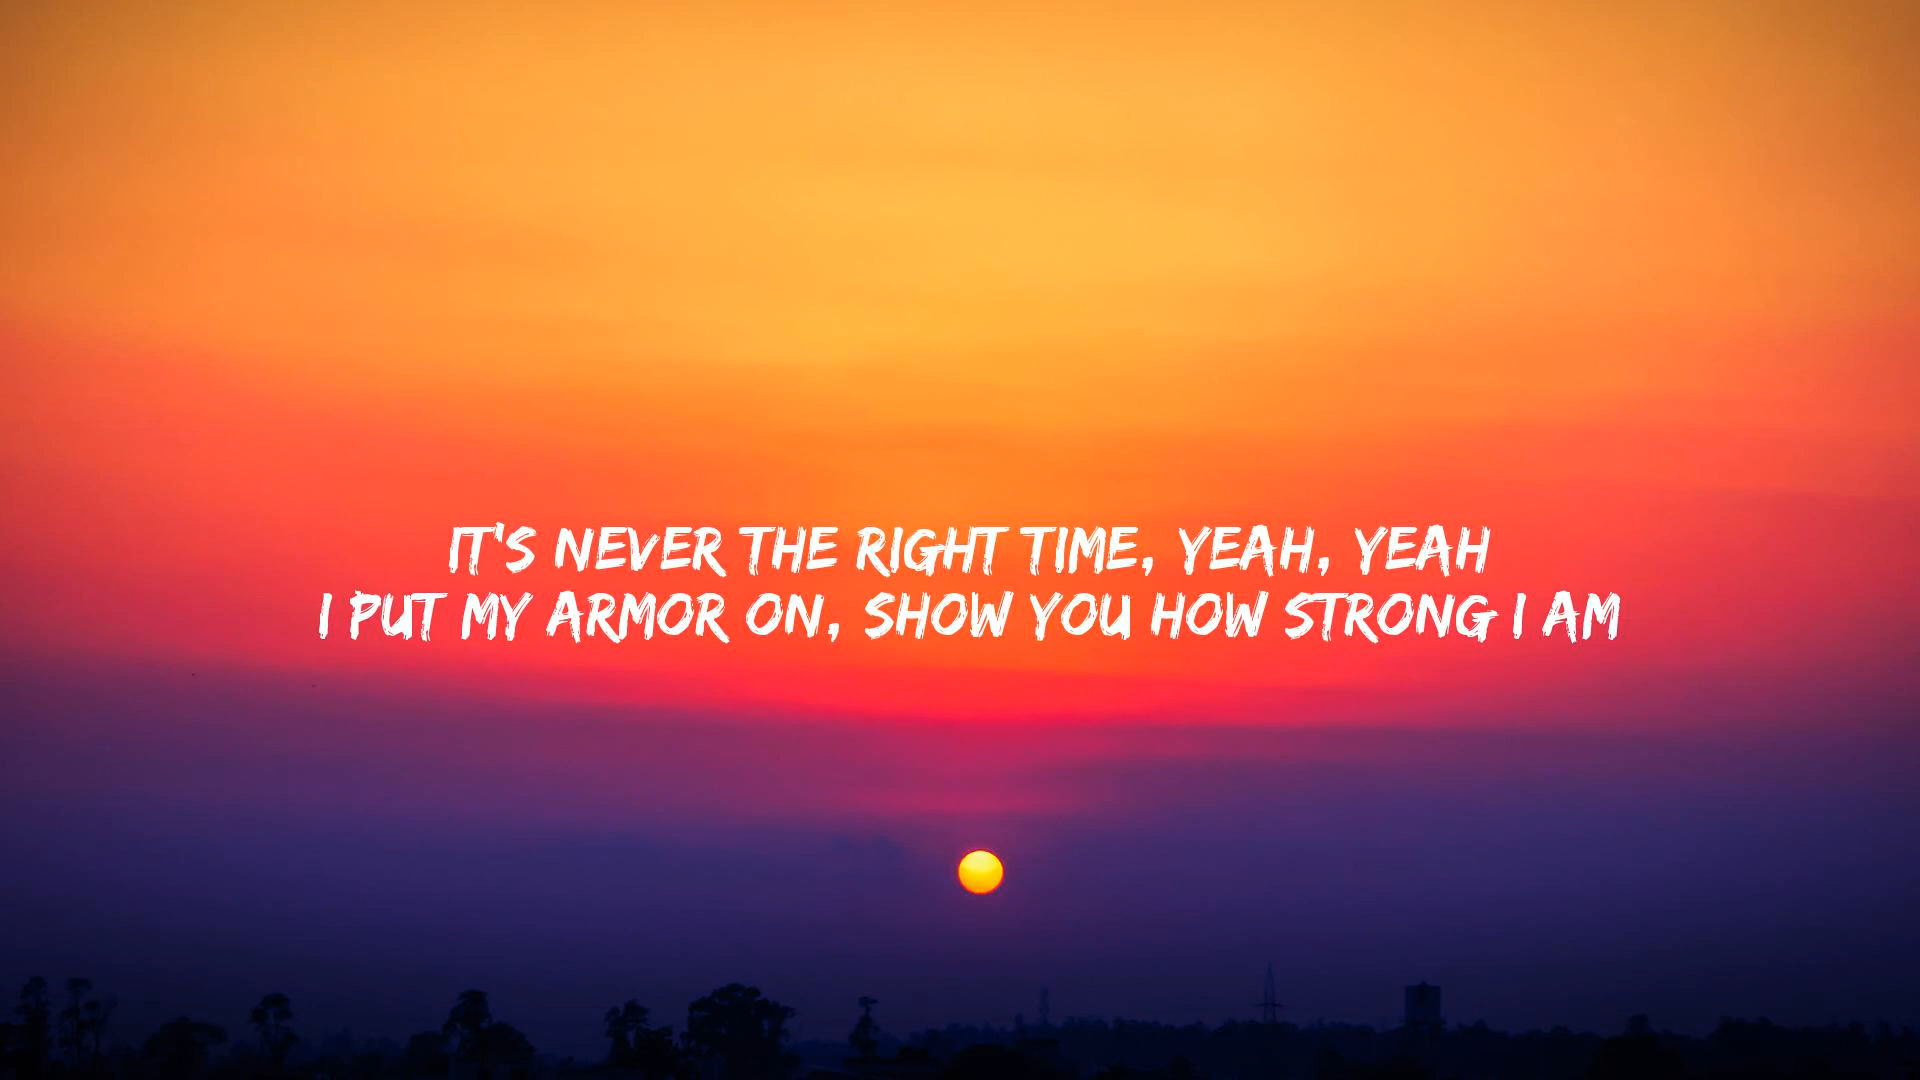 IT'S NEVER THE RIGHT TIME, YEAH, YEAH
I PUT MY ARMOR ON, SHOW YOU HOW STRONG I AM